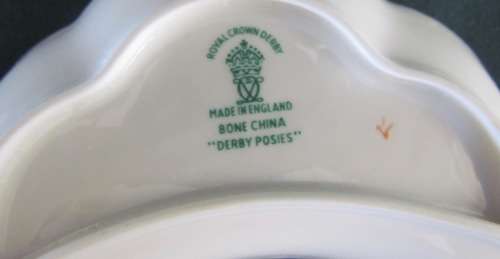 ROYAL CROWN DERBY
MADE IN ENGLAND
BONE CHINA
"DERBY POSIES"